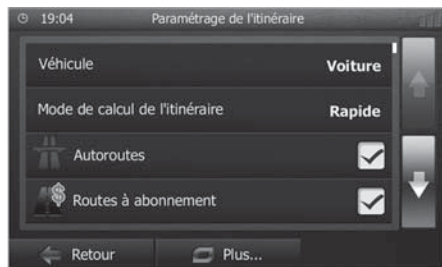 19:04 Paramétrage de l'itinéraire
Véhicule Voiture
Mode de calcul de l'itinéraire Rapide
Autoroutes
$ Routes à abonnement
Retour Plus...